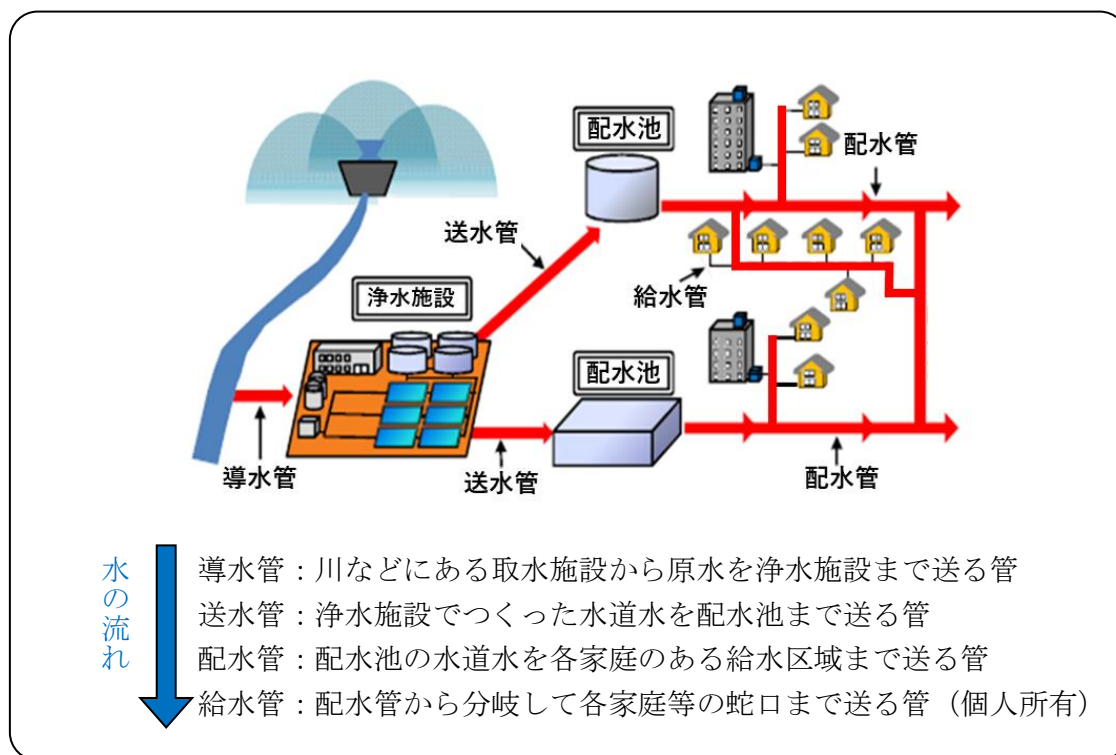 配水池
配水管
送水管
浄水施設
給水管
配水池
導水管
送水管
配水管
水の流れ
導水管：川などにある取水施設から原水を浄水施設まで送る管
送水管：浄水施設でつくった水道水を配水池まで送る管
配水管：配水池の水道水を各家庭のある給水区域まで送る管
給水管：配水管から分岐して各家庭等の蛇口まで送る管（個人所有）